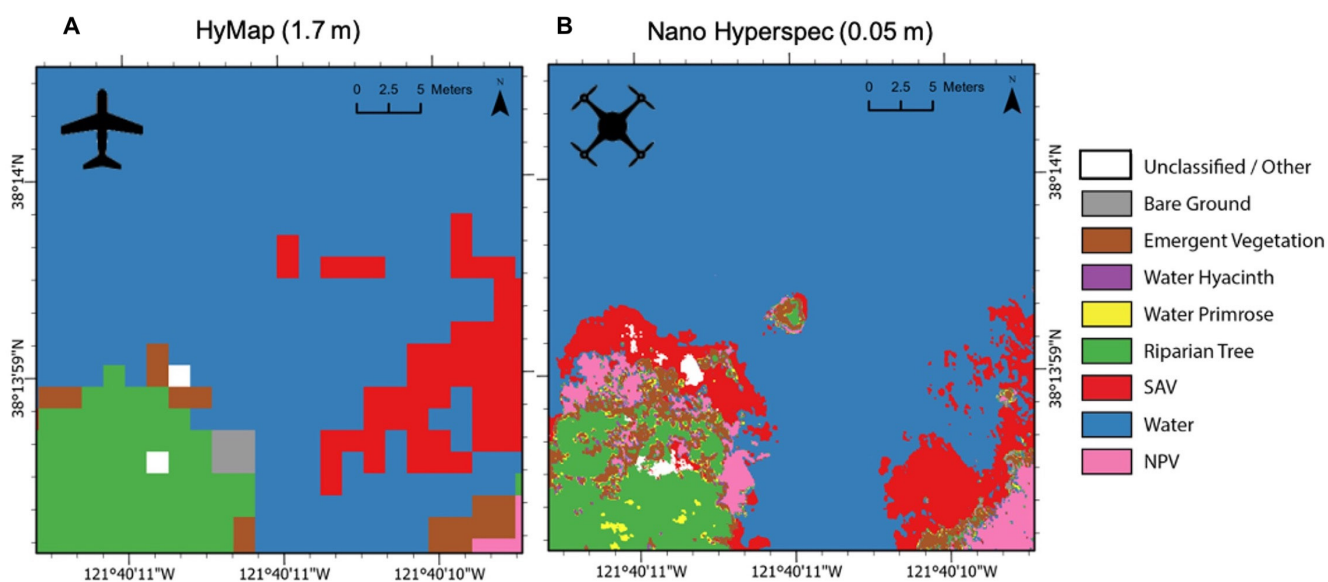 A
HyMap (1.7 m)
B
Nano Hyperspec (0.05 m)
0 2.5 5 Meters
N
0 2.5 5 Meters
N
38°14'N
38°13'59"N
38°14'N
38°13'59"N
121°40'11"W
121°40'11"W
121°40'10"W
121°40'11"W
121°40'11"W
121°40'10"W
Unclassified / Other
Bare Ground
Emergent Vegetation
Water Hyacinth
Water Primrose
Riparian Tree
SAV
Water
NPV